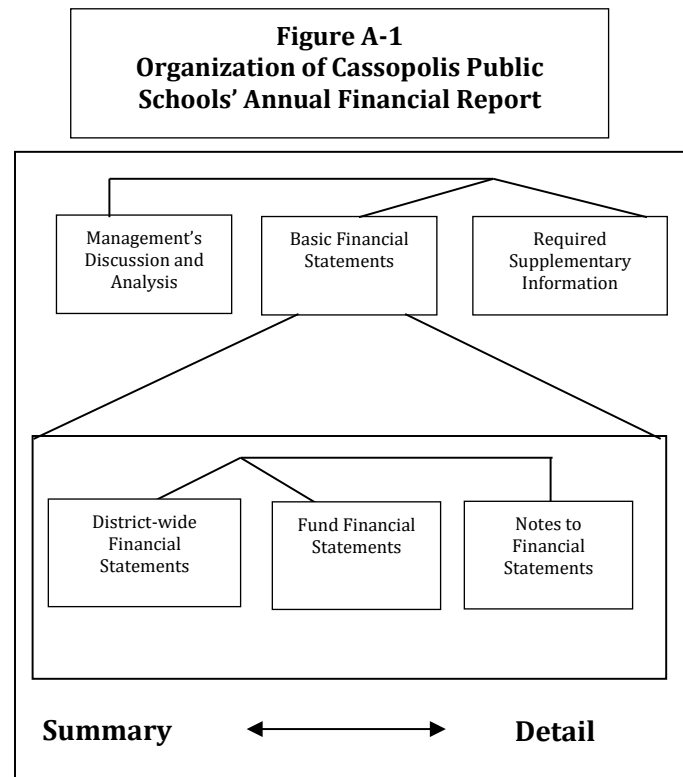 Figure A-1
Organization of Cassopolis Public
Schools’ Annual Financial Report
Management’s
Discussion and
Analysis
Basic Financial
Statements
Required
Supplementary
Information
District-wide
Financial
Statements
Fund Financial
Statements
Notes to
Financial
Statements
Summary
Detail